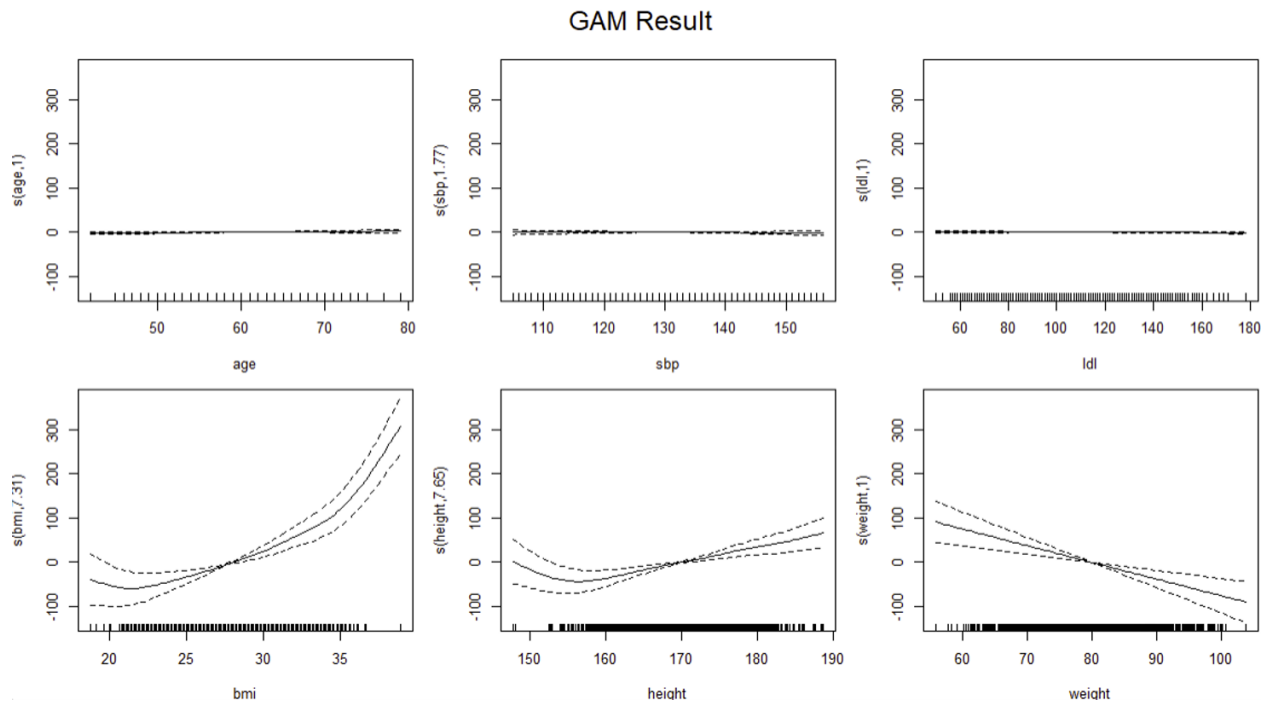 GAM Result
s(age,1)
-100 0 100 200 300
50 60 70 80
age
s(sbp,1.77)
-100 0 100 200 300
110 120 130 140 150
sbp
s(ldl,1)
-100 0 100 200 300
60 80 100 120 140 160 180
ldl
s(bmi,7.31)
-100 0 100 200 300
20 25 30 35
bmi
s(height,7.65)
-100 0 100 200 300
150 160 170 180 190
height
s(weight,1)
-100 0 100 200 300
60 70 80 90 100
weight